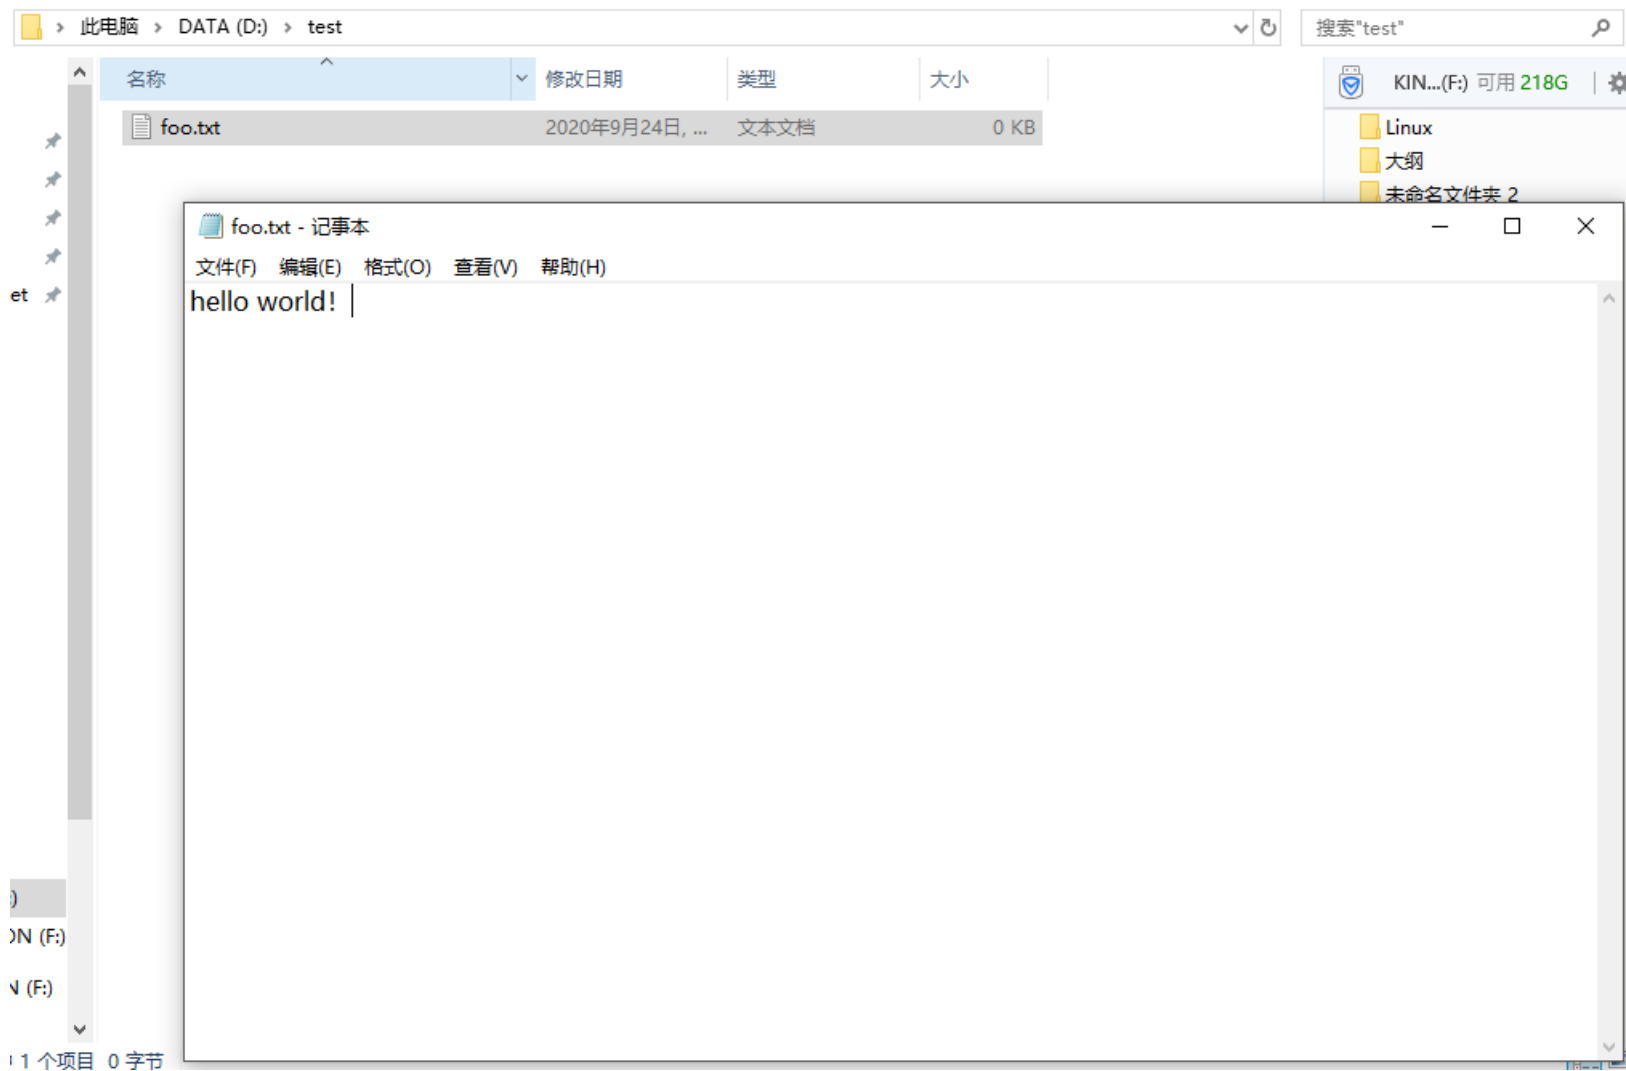 此电脑 > DATA (D:) > test
搜索"test"
名称 修改日期 类型 大小
KIN...(F:) 可用 218G
foo.txt 2020年9月24日, ... 文本文档 0 KB
Linux
大纲
未命名文件夹 2
foo.txt - 记事本
文件(F) 编辑(E) 格式(O) 查看(V) 帮助(H)
et
hello world!
)
ON (F:)
N (F:)
1 个项目 0 字节